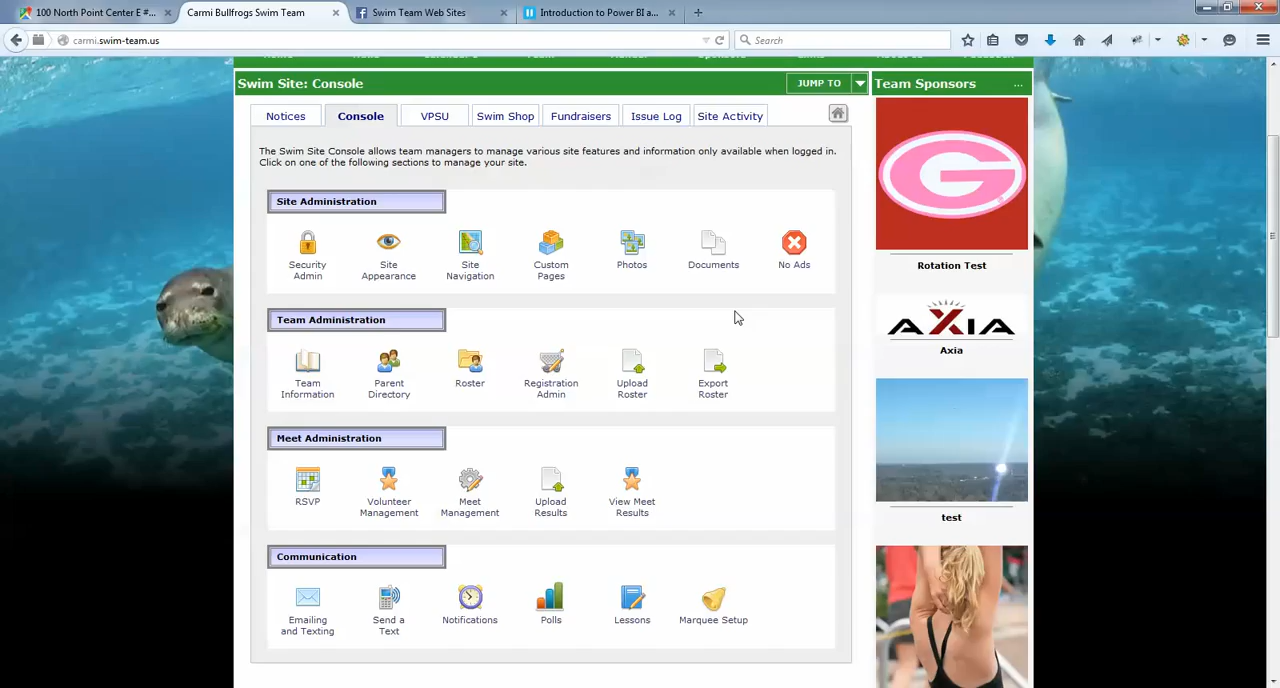 100 North Point Center E #...
Carmi Bullfrogs Swim Team
Swim Team Web Sites
Introduction to Power BI a...
carmi.swim-team.us
Search
Swim Site: Console
JUMP TO
Team Sponsors
...
Notices
Console
VPSU
Swim Shop
Fundraisers
Issue Log
Site Activity
The Swim Site Console allows team managers to manage various site features and information only available when logged in.
Click on one of the following sections to manage your site.
Site Administration
Security
Admin
Site
Appearance
Site
Navigation
Custom
Pages
Photos
Documents
No Ads
G
Rotation Test
Team Administration
AXIA
Axia
Team
Information
Parent
Directory
Roster
Registration
Admin
Upload
Roster
Export
Roster
Meet Administration
RSVP
Volunteer
Management
Meet
Management
Upload
Results
View Meet
Results
test
Communication
Emailing
and Texting
Send a
Text
Notifications
Polls
Lessons
Marquee Setup